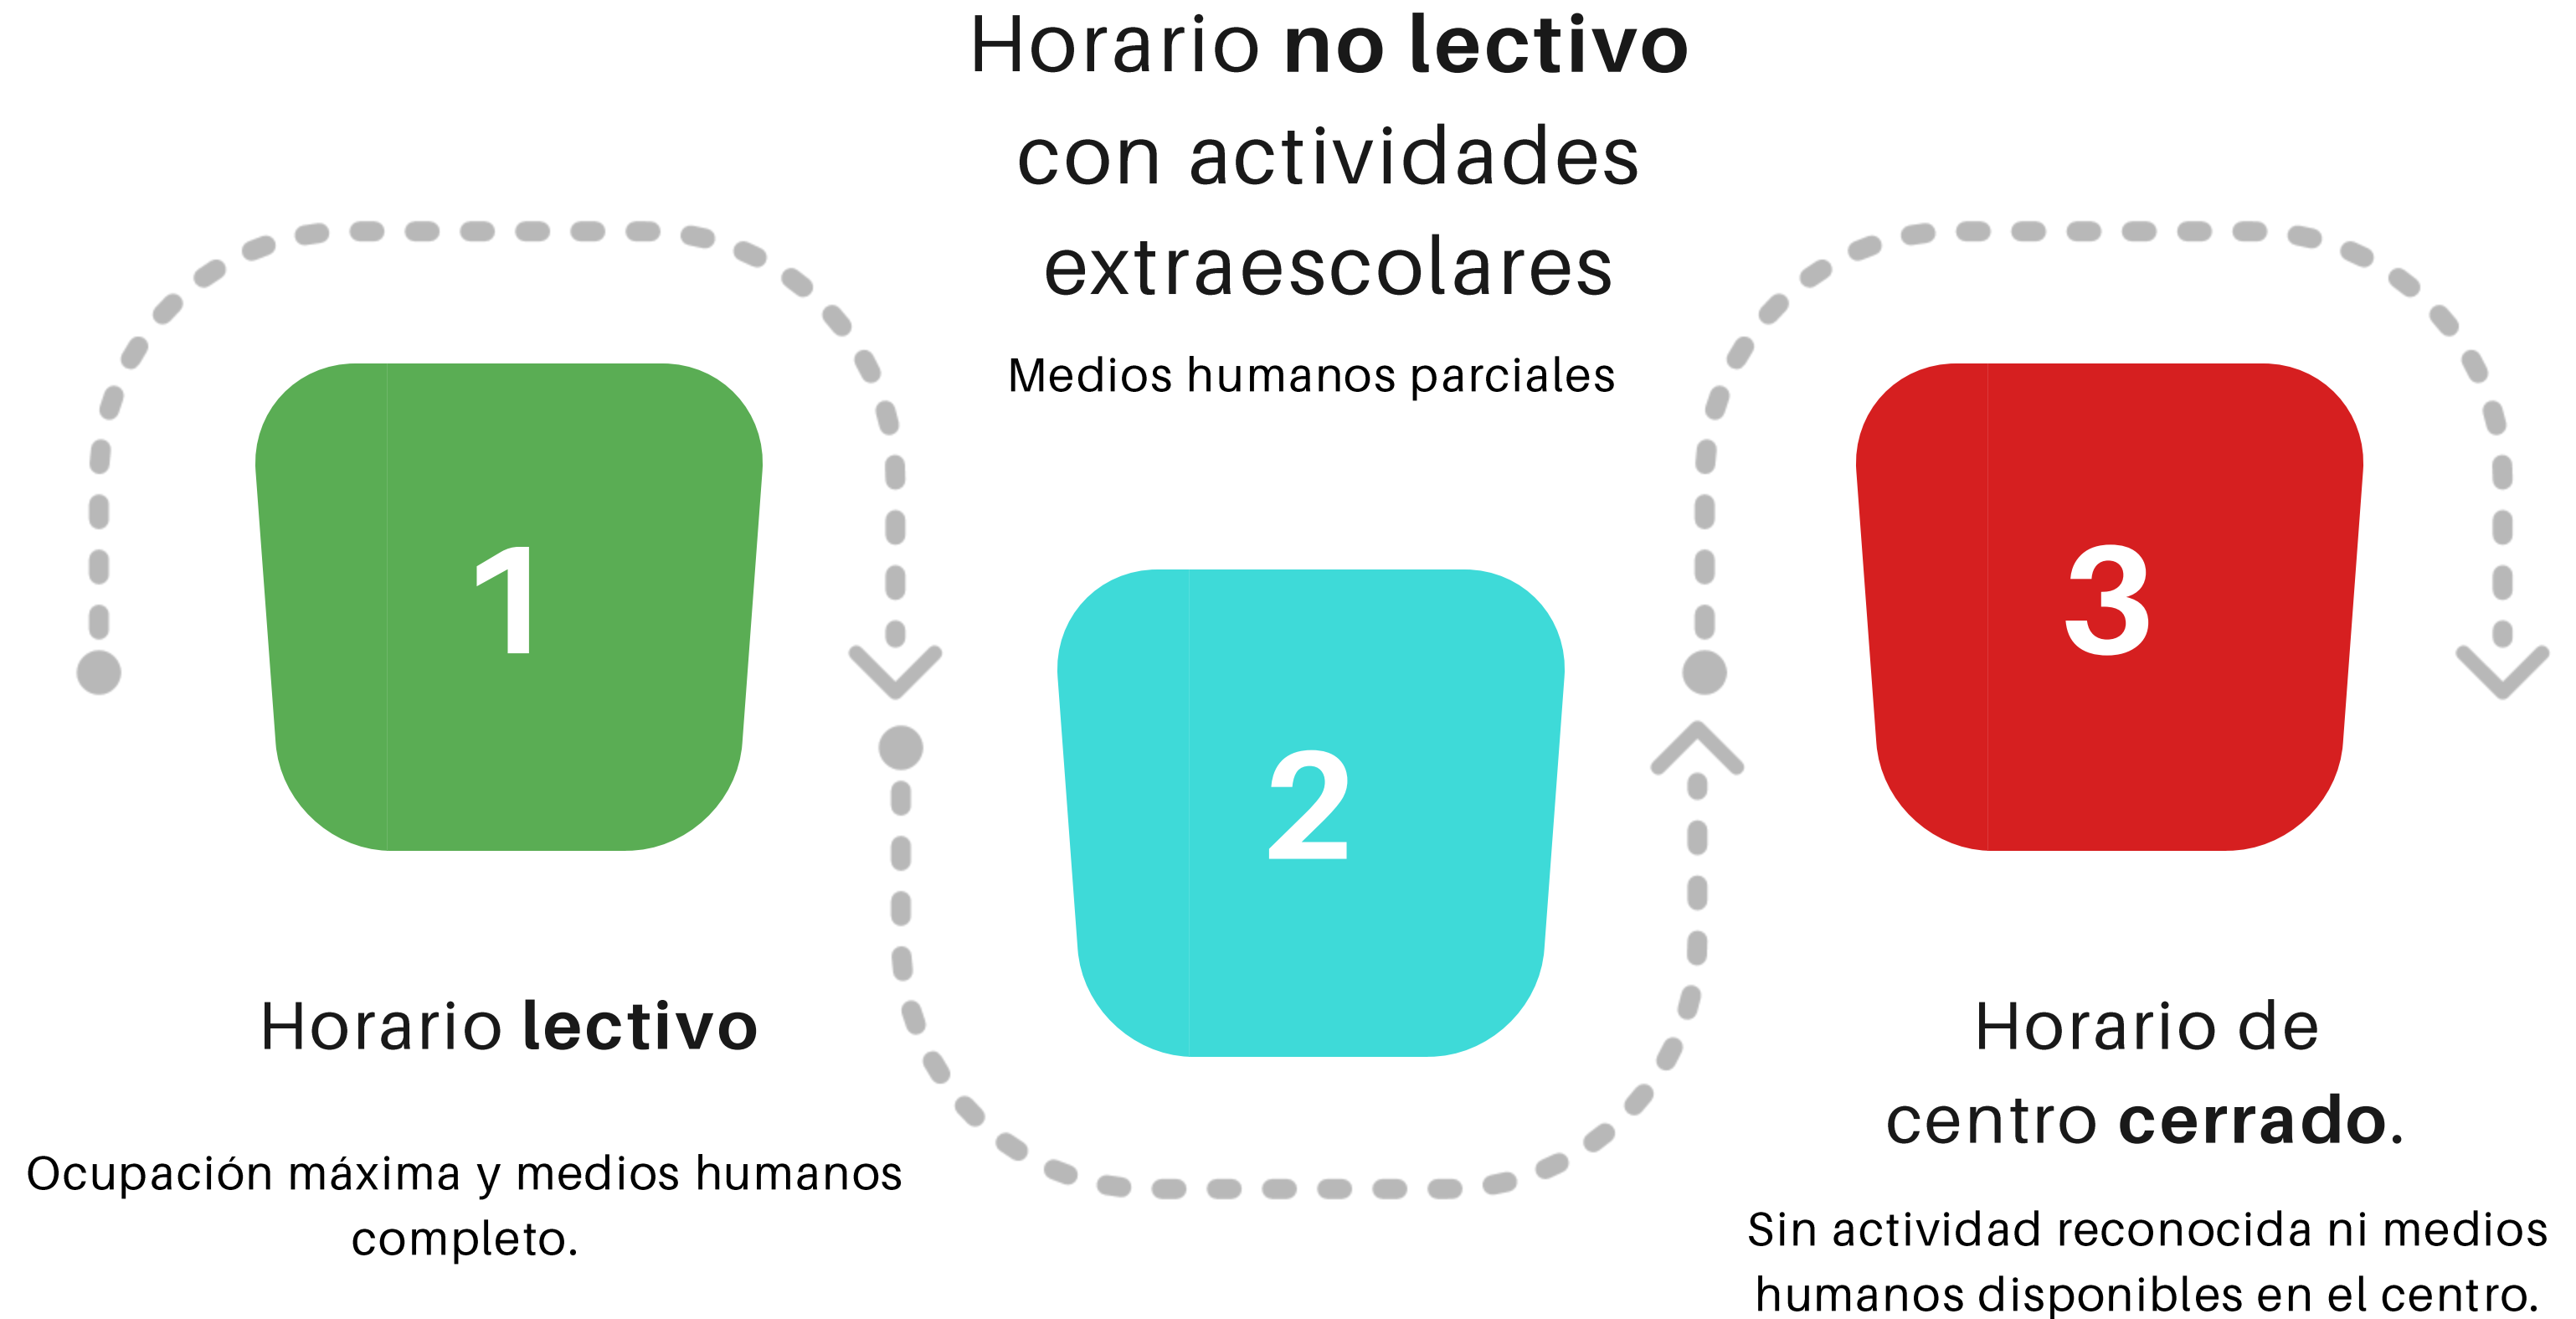 1
Horario lectivo
Ocupación máxima y medios humanos
completo.
Horario no lectivo
con actividades
extraescolares
Medios humanos parciales
2
3
Horario de
centro cerrado.
Sin actividad reconocida ni medios
humanos disponibles en el centro.